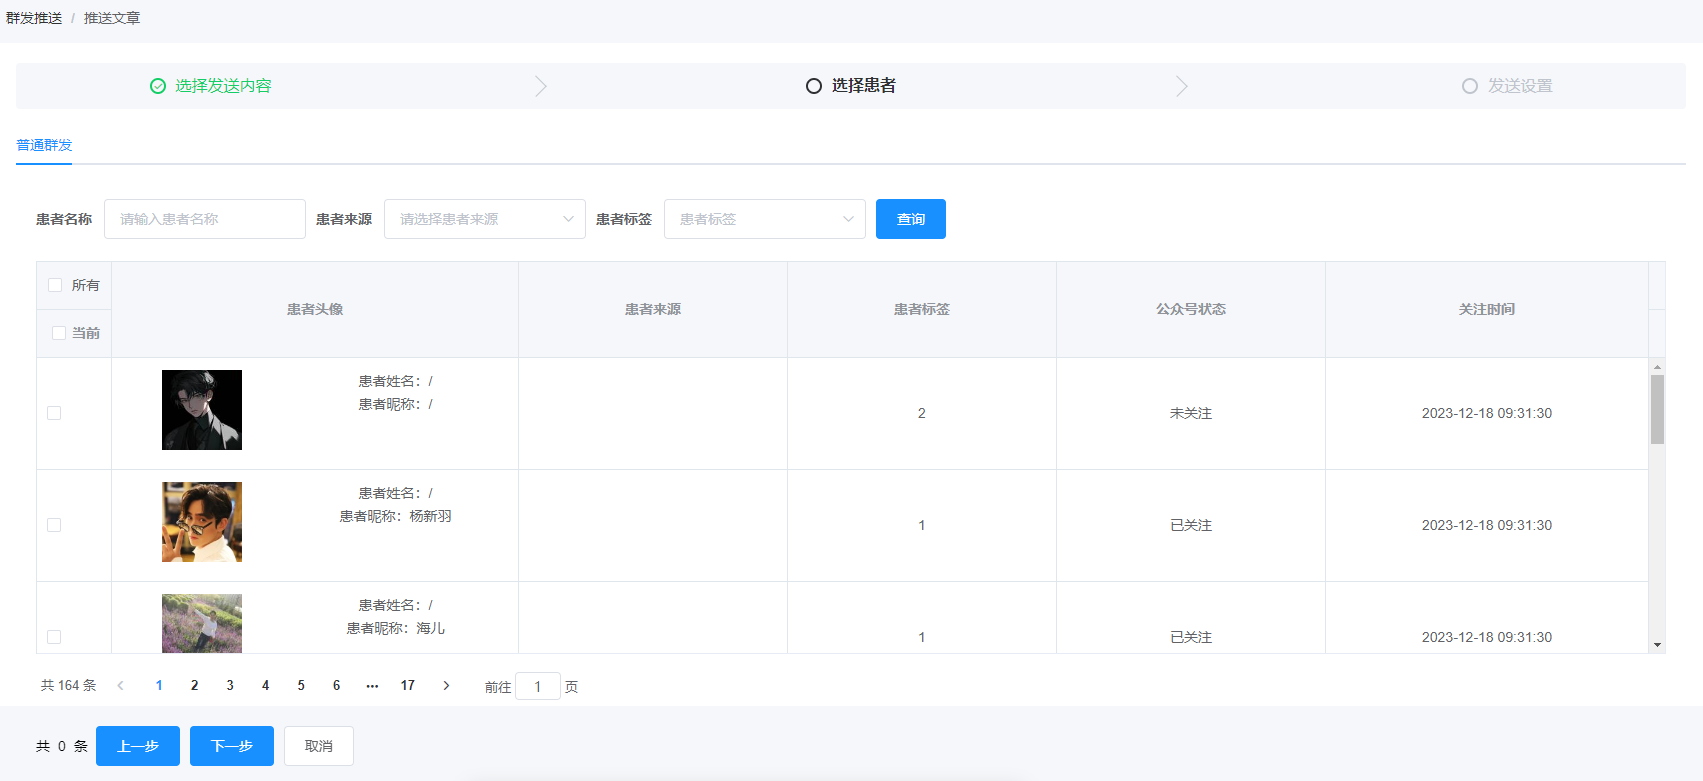 群发推送 / 推送文章
选择发送内容
选择患者
发送设置
普通群发
患者名称 请输入患者名称 患者来源 请选择患者来源 患者标签 患者标签 查询
所有
当前
患者头像 患者来源 患者标签 公众号状态 关注时间
患者姓名：/
患者昵称：/
2 未关注 2023-12-18 09:31:30
患者姓名：/
患者昵称：杨新羽
1 已关注 2023-12-18 09:31:30
患者姓名：/
患者昵称：海儿
1 已关注 2023-12-18 09:31:30
共 164 条 1 2 3 4 5 6 ··· 17 前往 1 页
共 0 条 上一步 下一步 取消